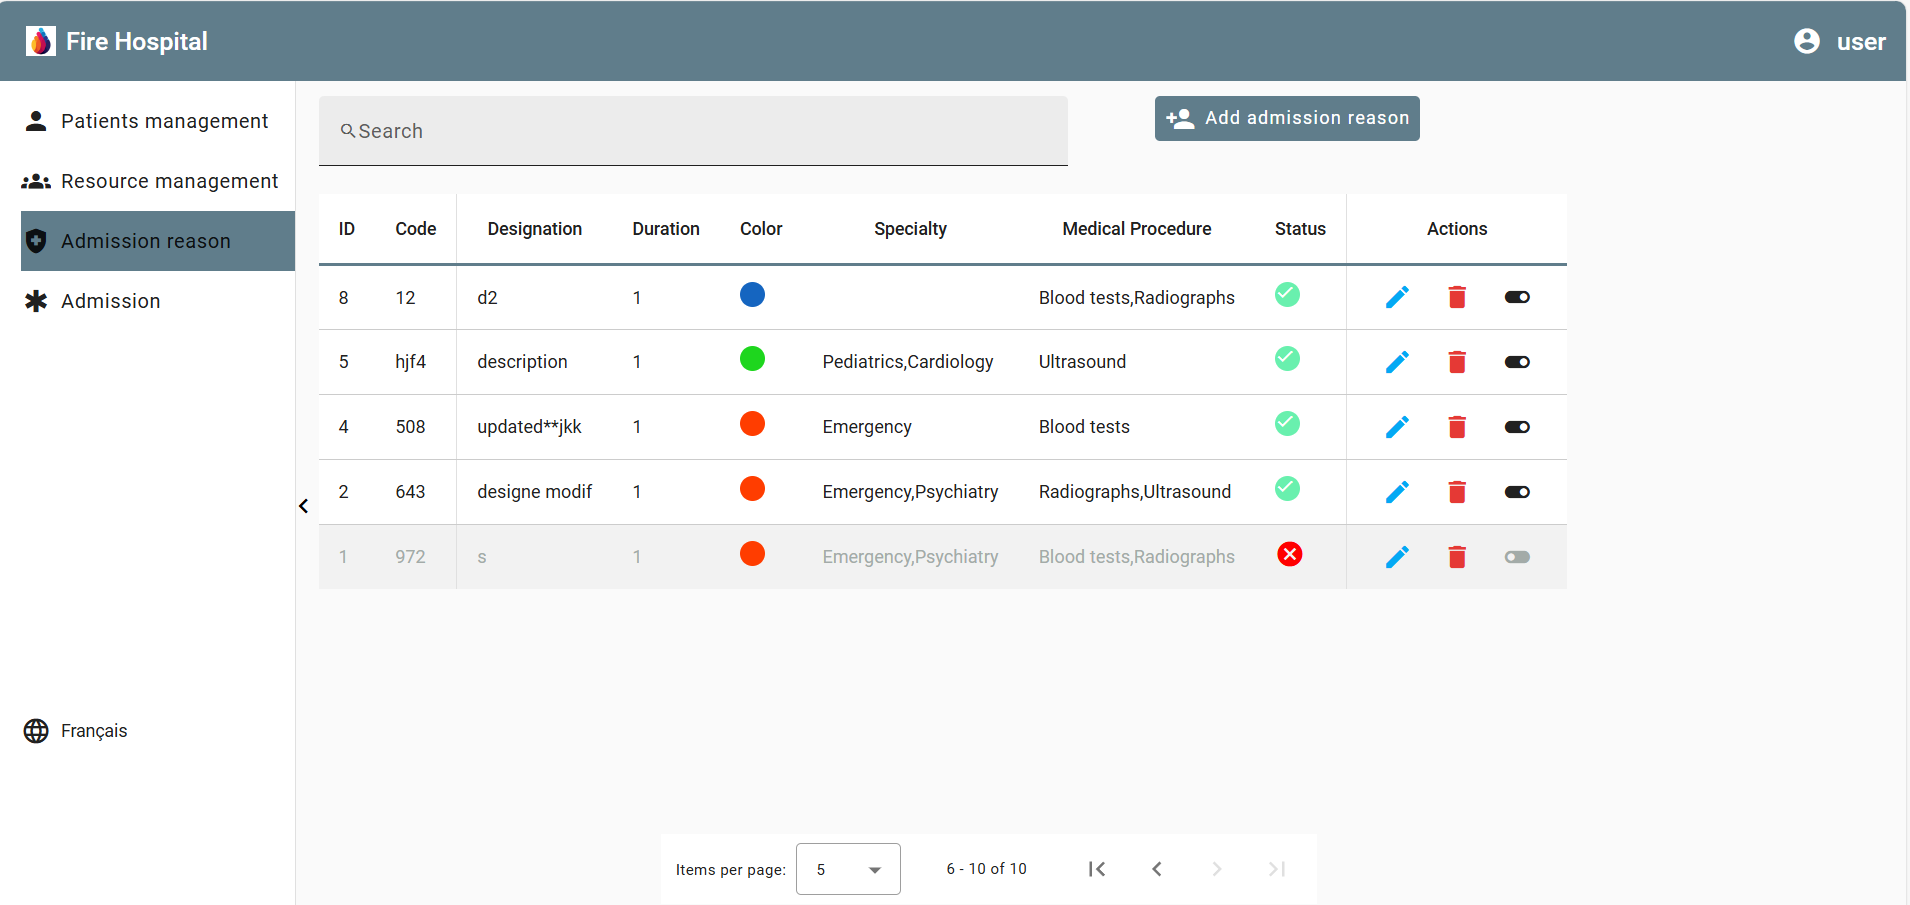 Fire Hospital
user
Patients management
Resource management
Admission reason
Admission
Français
Search
Add admission reason
ID Code Designation Duration Color Specialty Medical Procedure Status Actions
8 12 d2 1 Blood tests,Radiographs
5 hjf4 description 1 Pediatrics,Cardiology Ultrasound
4 508 updated**jkk 1 Emergency Blood tests
2 643 designe modif 1 Emergency,Psychiatry Radiographs,Ultrasound
1 972 s 1 Emergency,Psychiatry Blood tests,Radiographs
Items per page: 5 6 - 10 of 10